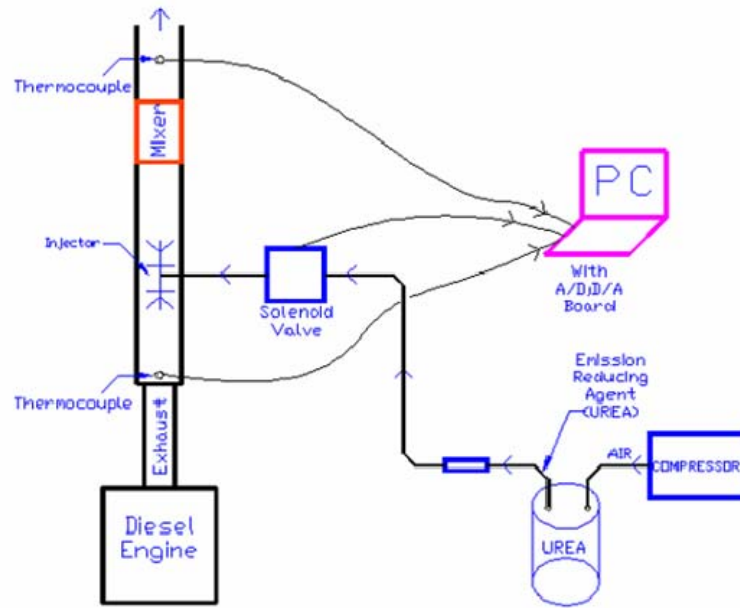 Thermocouple
Mixer
PC
With
A/D,D/A
Board
Injector
Solenoid
Valve
Thermocouple
Exhaust
Emission
Reducing
Agent
(UREA)
AIR
COMPRESSOR
Diesel
Engine
UREA